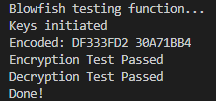 Blowfish testing function...
Keys initiated
Encoded: DF333FD2 30A71BB4
Encryption Test Passed
Decryption Test Passed
Done!